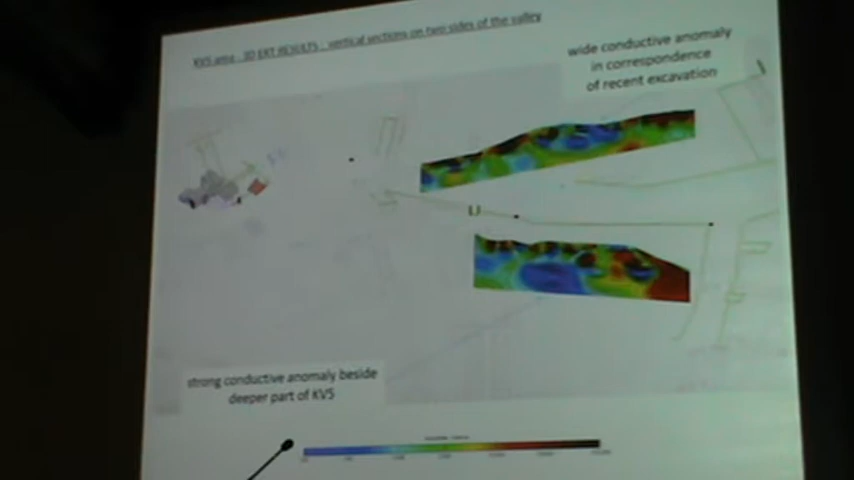 KV5 area : 3D ERT RESULTS : vertical sections on two sides of the valley
wide conductive anomaly
in correspondence
of recent excavation
strong conductive anomaly beside
deeper part of KV5